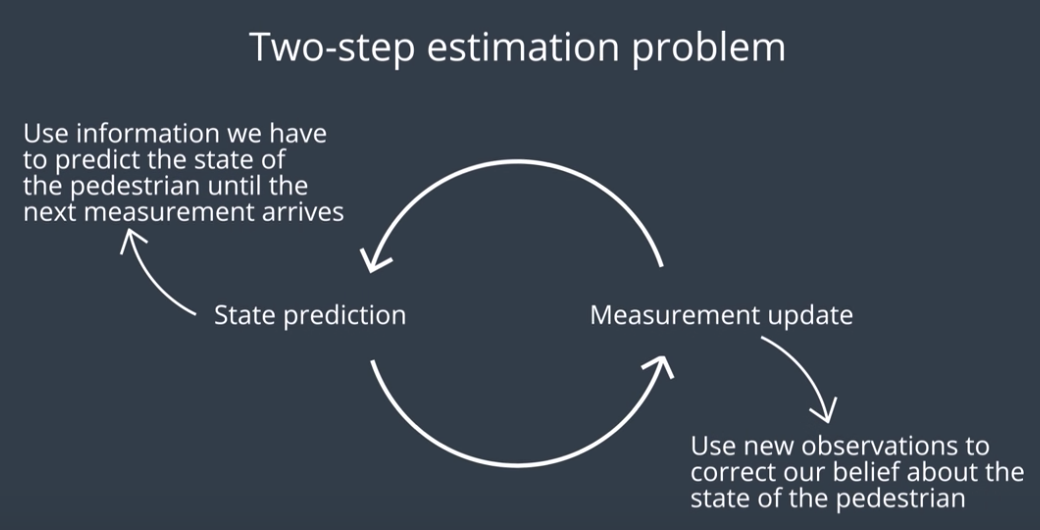 Two-step estimation problem
Use information we have
to predict the state of
the pedestrian until the
next measurement arrives
State prediction
Measurement update
Use new observations to
correct our belief about the
state of the pedestrian